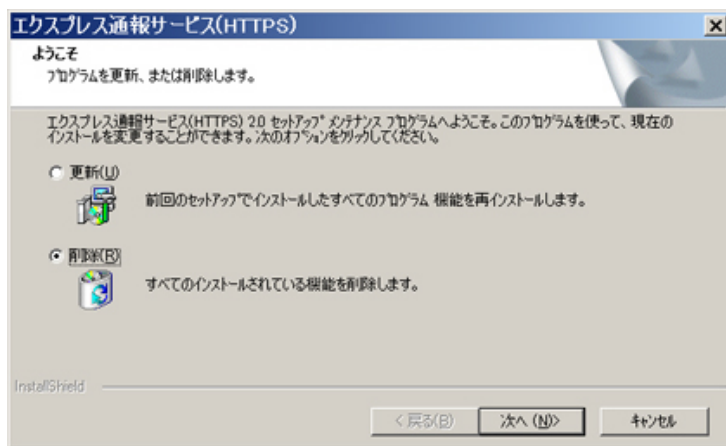 エクスプレス通報サービス(HTTPS)
ようこそ
プログラムを更新、または削除します。
エクスプレス通報サービス(HTTPS) 2.0 セットアップ メンテナンス プログラムへようこそ。このプログラムを使って、現在の
インストールを変更することができます。次のオプションをクリックしてください。
更新(U)
前回のセットアップでインストールしたすべてのプログラム 機能を再インストールします。
削除(R)
すべてのインストールされている機能を削除します。
InstallShield
< 戻る(B)
次へ (N)>
キャンセル